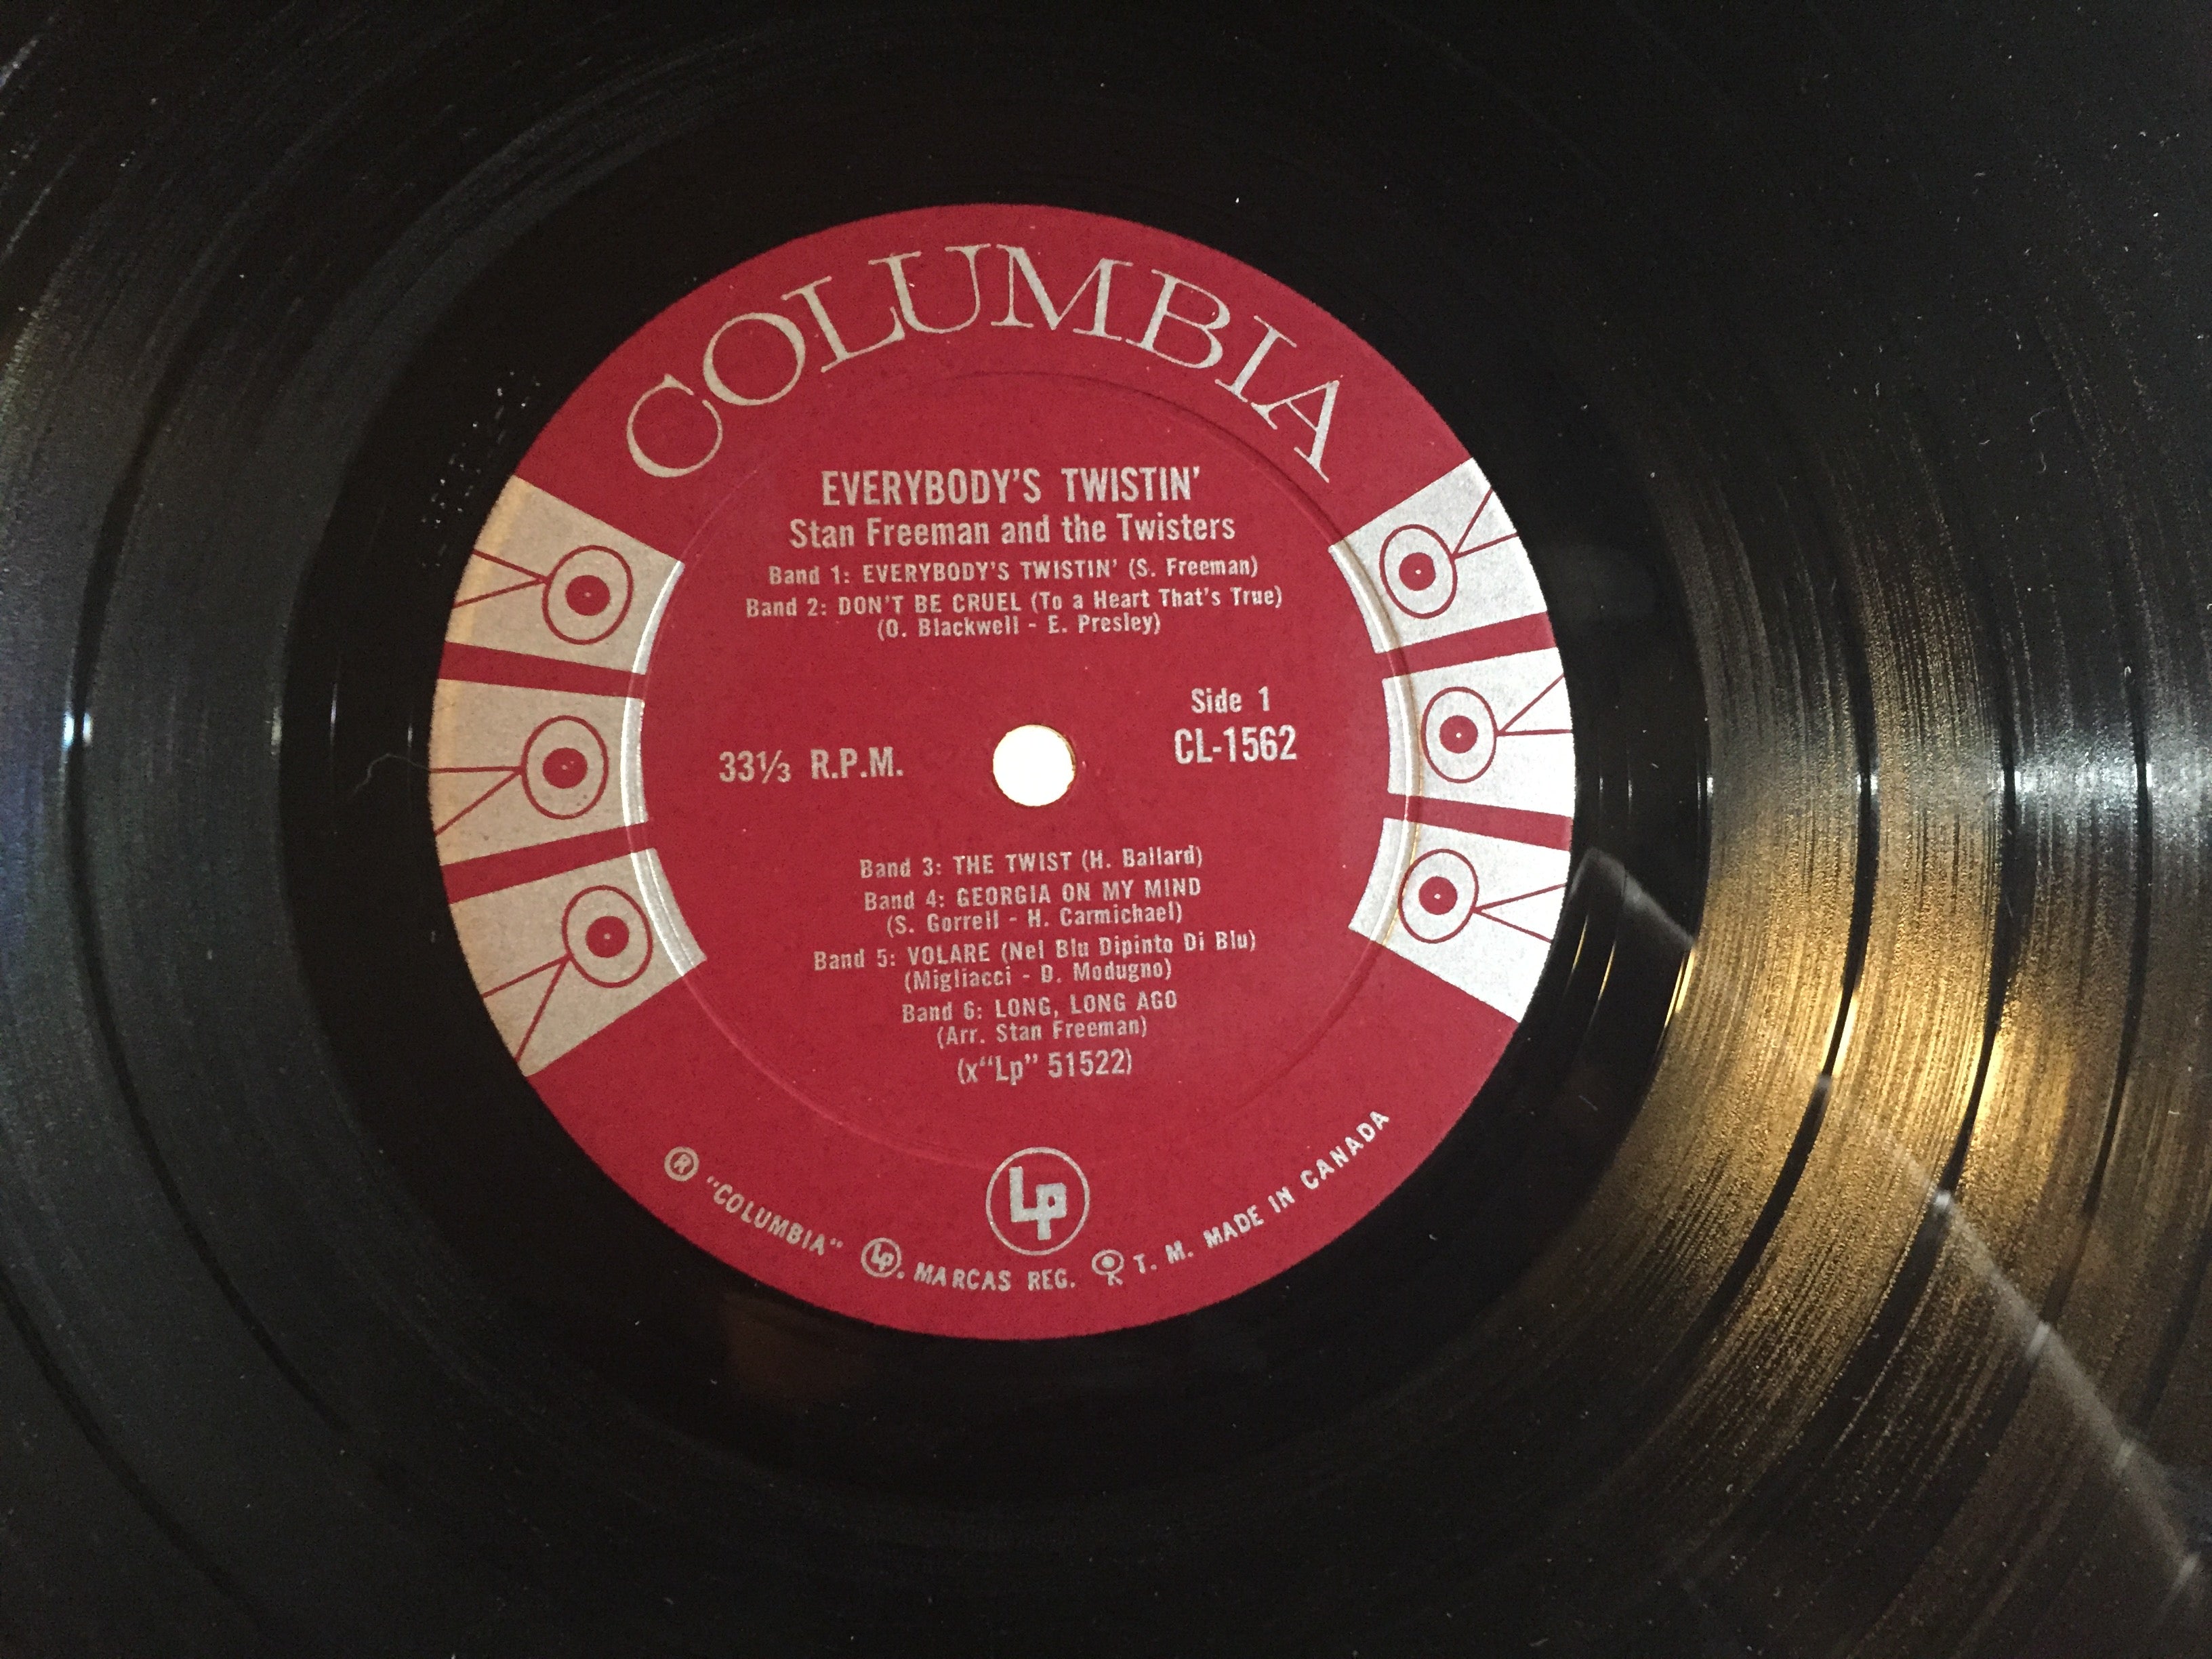 COLUMBIA
EVERYBODY'S TWISTIN'
Stan Freeman and the Twisters
Band 1: EVERYBODY'S TWISTIN' (S. Freeman)
Band 2: DON'T BE CRUEL (To a Heart That's True)
(O. Blackwell - E. Presley)
Side 1
33⅓ R.P.M.
CL-1562
Band 3: THE TWIST (H. Ballard)
Band 4: GEORGIA ON MY MIND
(S. Gorrell - H. Carmichael)
Band 5: VOLARE (Nel Blu Dipinto Di Blu)
(Migliacci - D. Modugno)
Band 6: LONG, LONG AGO
(Arr. Stan Freeman)
(x"Lp" 51522)
Lp
® "COLUMBIA" Lp. MARCAS REG. T. M. MADE IN CANADA